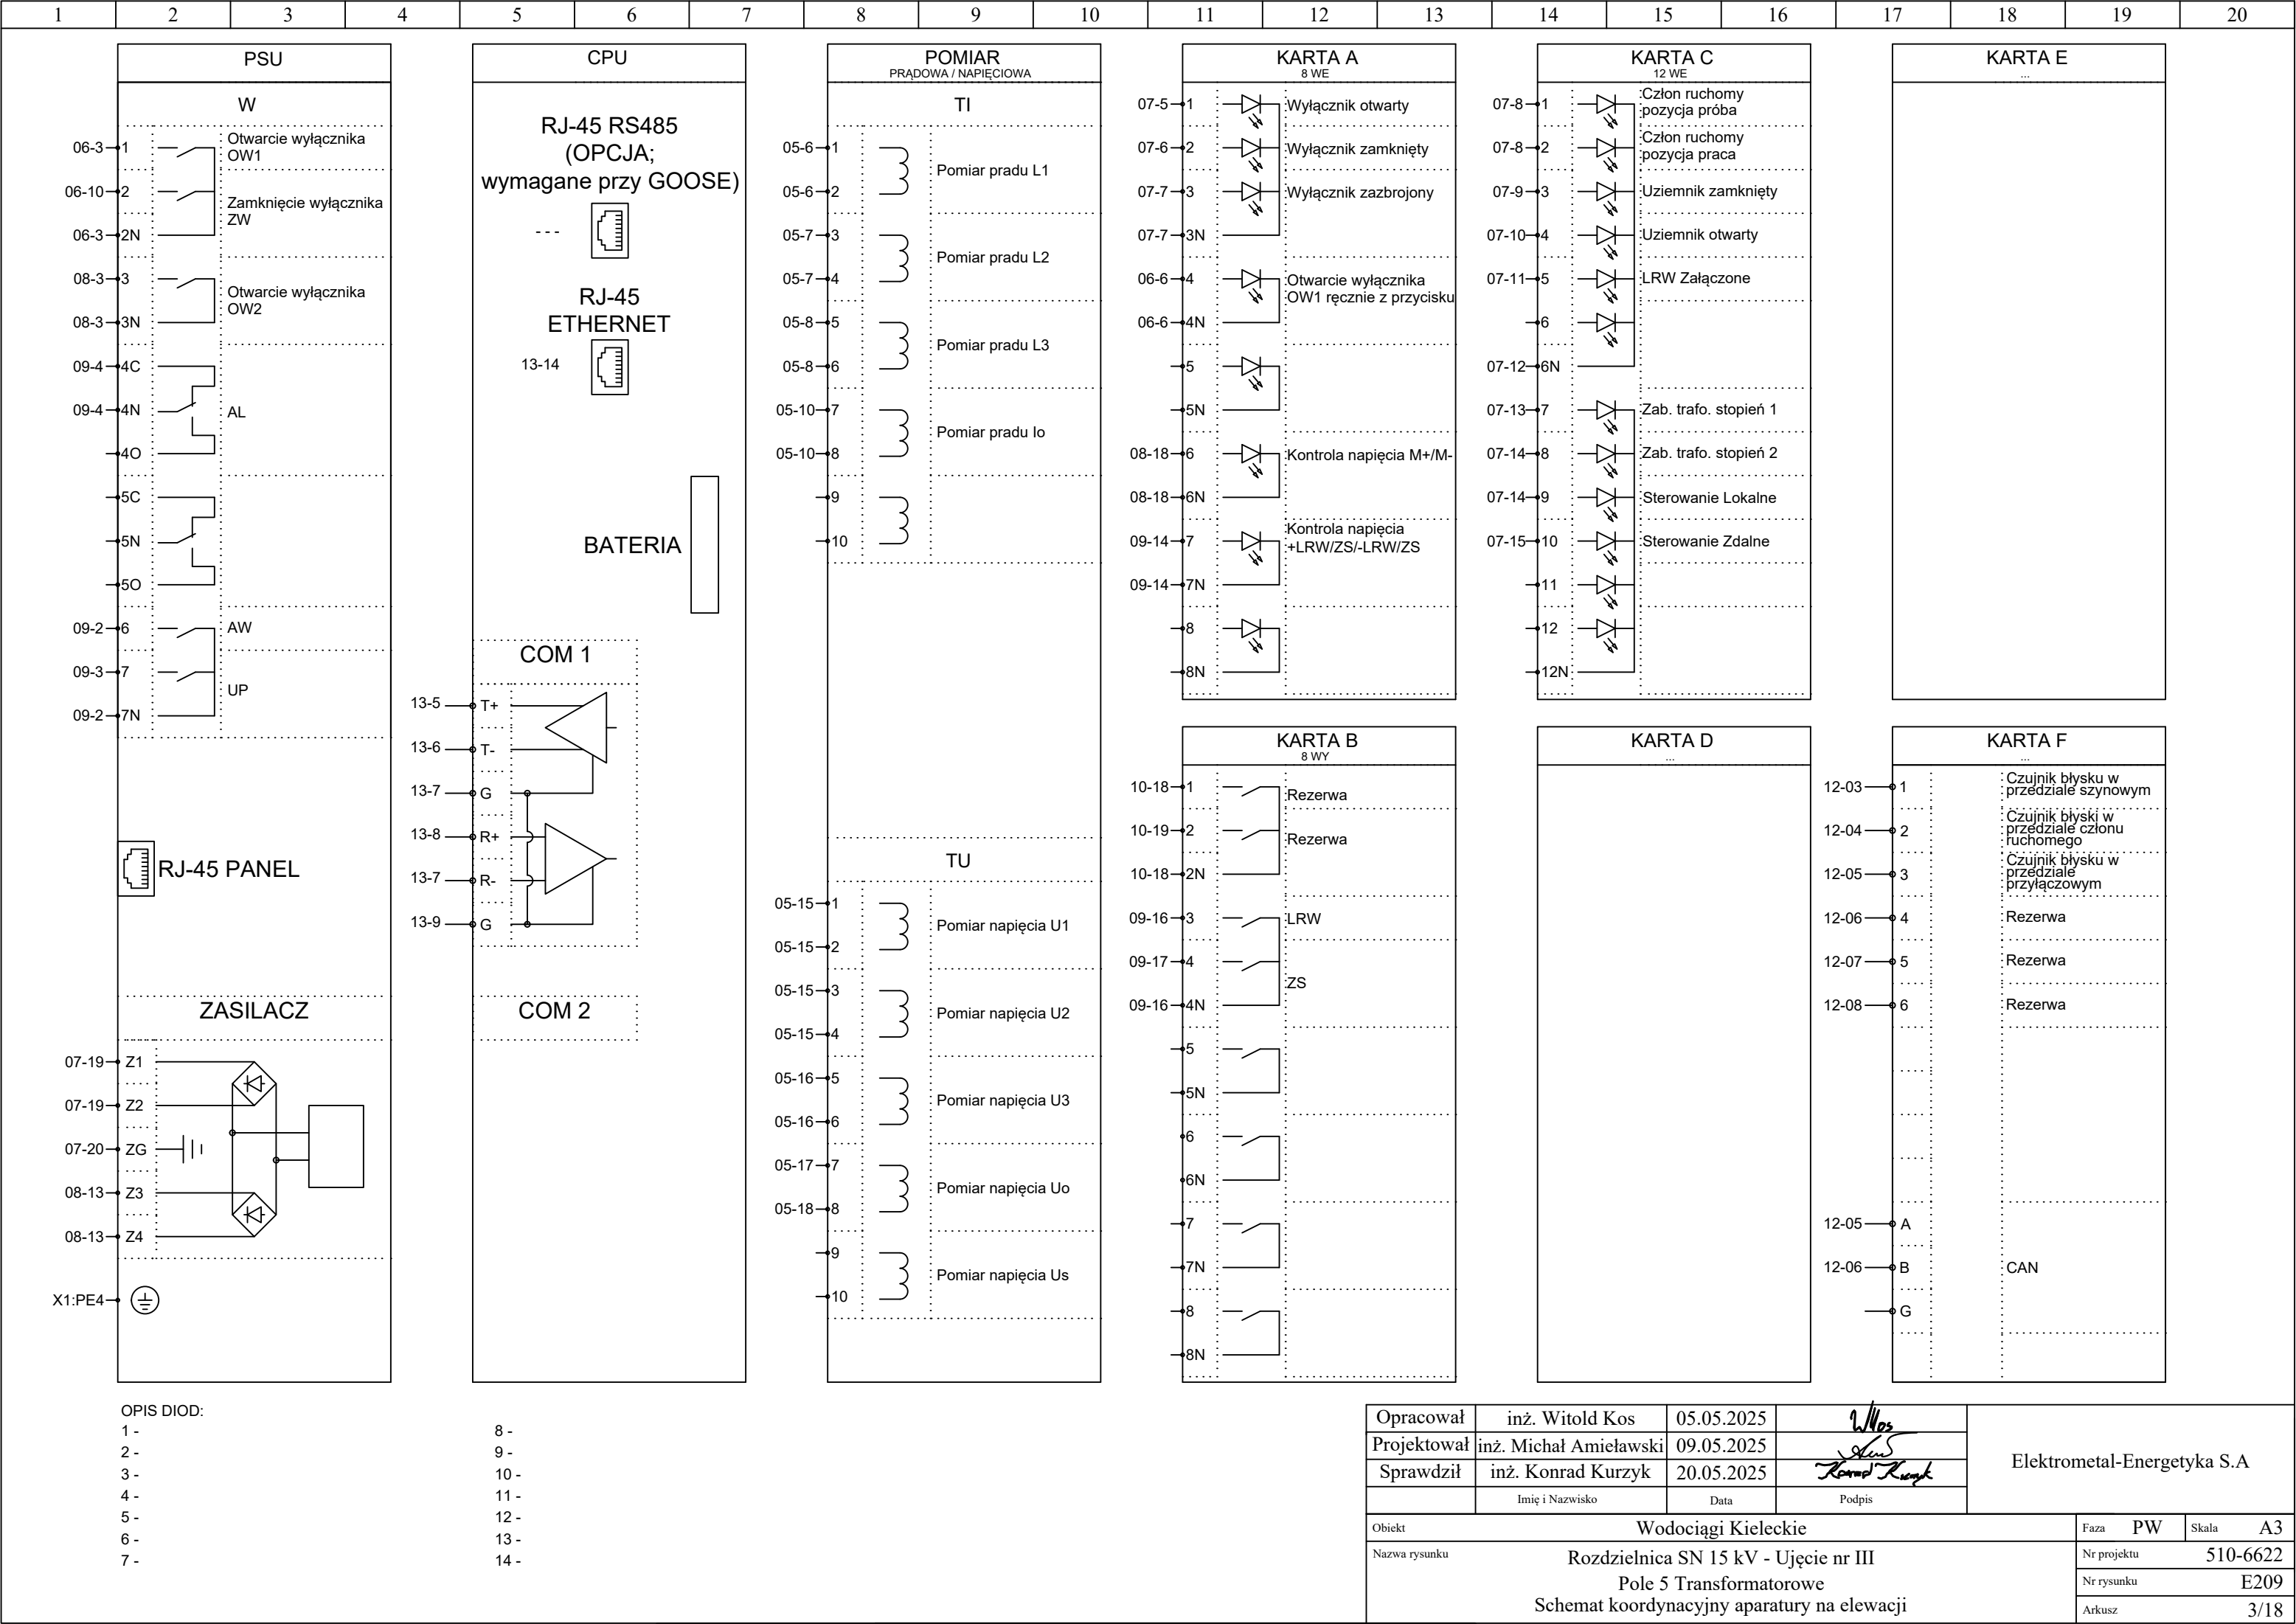 1 2 3 4 5 6 7 8 9 10 11 12 13 14 15 16 17 18 19 20
PSU
W
06-3 1 Otwarcie wyłącznika
OW1
06-10 2 Zamknięcie wyłącznika
ZW
06-3 2N
08-3 3 Otwarcie wyłącznika
OW2
08-3 3N
09-4 4C
09-4 4N AL
4O
5C
5N
5O
09-2 6 AW
09-3 7 UP
09-2 7N
RJ-45 PANEL
ZASILACZ
07-19 Z1
07-19 Z2
07-20 ZG
08-13 Z3
08-13 Z4
X1:PE4
CPU
RJ-45 RS485
(OPCJA;
wymagane przy GOOSE)
---
RJ-45
ETHERNET
13-14
BATERIA
COM 1
13-5 T+
13-6 T-
13-7 G
13-8 R+
13-7 R-
13-9 G
COM 2
POMIAR
PRĄDOWA / NAPIĘCIOWA
TI
05-6 1 Pomiar pradu L1
05-6 2
05-7 3 Pomiar pradu L2
05-7 4
05-8 5 Pomiar pradu L3
05-8 6
05-10 7 Pomiar pradu Io
05-10 8
9
10
TU
05-15 1 Pomiar napięcia U1
05-15 2
05-15 3 Pomiar napięcia U2
05-15 4
05-16 5 Pomiar napięcia U3
05-16 6
05-17 7 Pomiar napięcia Uo
05-18 8
9 Pomiar napięcia Us
10
KARTA A
8 WE
07-5 1 Wyłącznik otwarty
07-6 2 Wyłącznik zamknięty
07-7 3 Wyłącznik zazbrojony
07-7 3N
06-6 4 Otwarcie wyłącznika
OW1 ręcznie z przycisku
06-6 4N
5
5N
08-18 6 Kontrola napięcia M+/M-
08-18 6N
09-14 7 Kontrola napięcia
+LRW/ZS/-LRW/ZS
09-14 7N
8
8N
KARTA B
8 WY
10-18 1 Rezerwa
10-19 2 Rezerwa
10-18 2N
09-16 3 LRW
09-17 4 ZS
09-16 4N
5
5N
6
6N
7
7N
8
8N
KARTA C
12 WE
07-8 1 Człon ruchomy
pozycja próba
07-8 2 Człon ruchomy
pozycja praca
07-9 3 Uziemnik zamknięty
07-10 4 Uziemnik otwarty
07-11 5 LRW Załączone
6
07-12 6N
07-13 7 Zab. trafo. stopień 1
07-14 8 Zab. trafo. stopień 2
07-14 9 Sterowanie Lokalne
07-15 10 Sterowanie Zdalne
11
12
12N
KARTA D
...
KARTA E
...
KARTA F
...
12-03 1 Czujnik błysku w
przedziale szynowym
12-04 2 Czujnik błyski w
przedziale członu
ruchomego
12-05 3 Czujnik błysku w
przedziale
przyłączowym
12-06 4 Rezerwa
12-07 5 Rezerwa
12-08 6 Rezerwa
12-05 A
12-06 B CAN
G
OPIS DIOD:
1 -
2 -
3 -
4 -
5 -
6 -
7 -
8 -
9 -
10 -
11 -
12 -
13 -
14 -
Opracował inż. Witold Kos 05.05.2025 WKos
Projektował inż. Michał Amieławski 09.05.2025
Sprawdził inż. Konrad Kurzyk 20.05.2025 Konrad Kurzyk
Imię i Nazwisko Data Podpis
Elektrometal-Energetyka S.A
Obiekt Wodociągi Kieleckie
Faza PW Skala A3
Nazwa rysunku Rozdzielnica SN 15 kV - Ujęcie nr III
Pole 5 Transformatorowe
Schemat koordynacyjny aparatury na elewacji
Nr projektu 510-6622
Nr rysunku E209
Arkusz 3/18